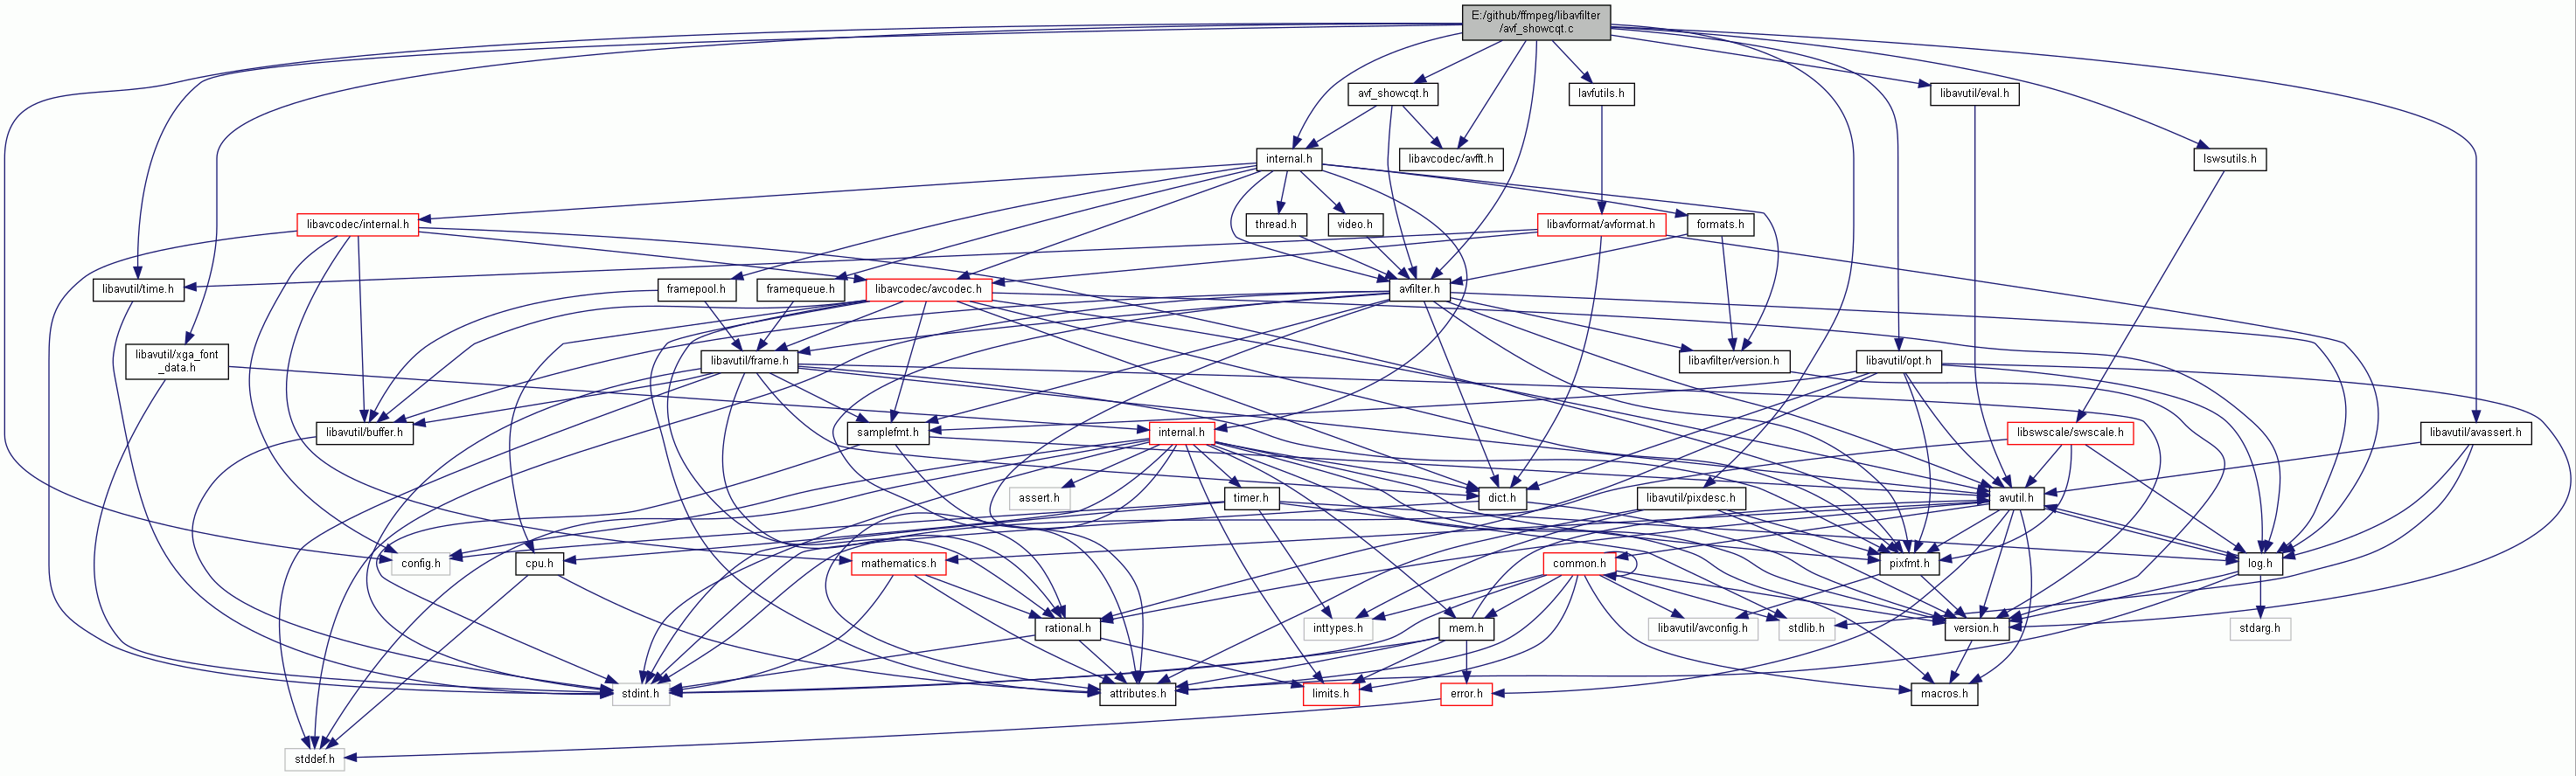 E:/github/ffmpeg/libavfilter
/avf_showcqt.c
avf_showcqt.h
lavfutils.h
libavutil/eval.h
internal.h
libavcodec/avfft.h
lswsutils.h
libavcodec/internal.h
thread.h
video.h
libavformat/avformat.h
formats.h
libavutil/time.h
framepool.h
framequeue.h
libavcodec/avcodec.h
avfilter.h
libavutil/xga_font
_data.h
libavutil/frame.h
libavfilter/version.h
libavutil/opt.h
libavutil/buffer.h
samplefmt.h
internal.h
libswscale/swscale.h
libavutil/avassert.h
assert.h
timer.h
dict.h
libavutil/pixdesc.h
avutil.h
config.h
cpu.h
mathematics.h
common.h
pixfmt.h
log.h
rational.h
inttypes.h
mem.h
libavutil/avconfig.h
stdlib.h
version.h
stdarg.h
stdint.h
attributes.h
limits.h
error.h
macros.h
stddef.h